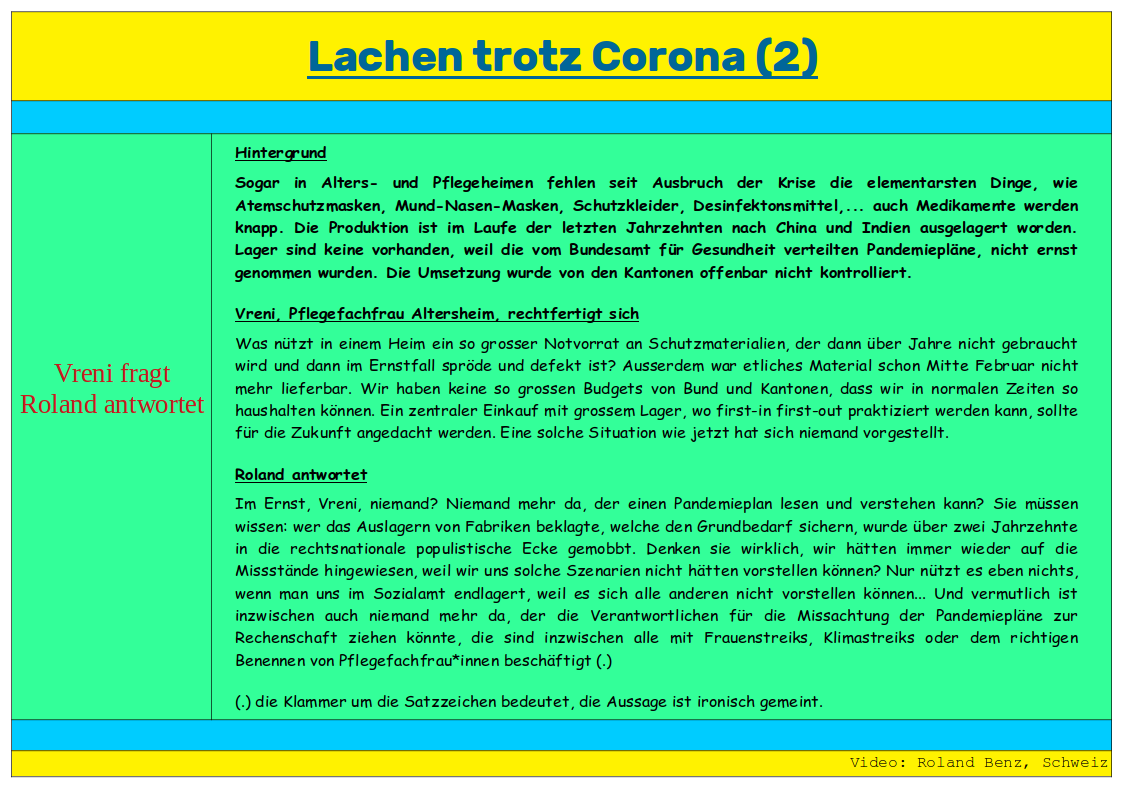 Lachen trotz Corona (2)
Vreni fragt
Roland antwortet
Hintergrund
Sogar in Alters- und Pflegeheimen fehlen seit Ausbruch der Krise die elementarsten Dinge, wie
Atemschutzmasken, Mund-Nasen-Masken, Schutzkleider, Desinfektonsmittel,... auch Medikamente werden
knapp. Die Produktion ist im Laufe der letzten Jahrzehnten nach China und Indien ausgelagert worden.
Lager sind keine vorhanden, weil die vom Bundesamt für Gesundheit verteilten Pandemiepläne, nicht ernst
genommen wurden. Die Umsetzung wurde von den Kantonen offenbar nicht kontrolliert.
Vreni, Pflegefachfrau Altersheim, rechtfertigt sich
Was nützt in einem Heim ein so grosser Notvorrat an Schutzmaterialien, der dann über Jahre nicht gebraucht
wird und dann im Ernstfall spröde und defekt ist? Ausserdem war etliches Material schon Mitte Februar nicht
mehr lieferbar. Wir haben keine so grossen Budgets von Bund und Kantonen, dass wir in normalen Zeiten so
haushalten können. Ein zentraler Einkauf mit grossem Lager, wo first-in first-out praktiziert werden kann, sollte
für die Zukunft angedacht werden. Eine solche Situation wie jetzt hat sich niemand vorgestellt.
Roland antwortet
Im Ernst, Vreni, niemand? Niemand mehr da, der einen Pandemieplan lesen und verstehen kann? Sie müssen
wissen: wer das Auslagern von Fabriken beklagte, welche den Grundbedarf sichern, wurde über zwei Jahrzehnte
in die rechtsnationale populistische Ecke gemobbt. Denken sie wirklich, wir hätten immer wieder auf die
Missstände hingewiesen, weil wir uns solche Szenarien nicht hätten vorstellen können? Nur nützt es eben nichts,
wenn man uns im Sozialamt endlagert, weil es sich alle anderen nicht vorstellen können... Und vermutlich ist
inzwischen auch niemand mehr da, der die Verantwortlichen für die Missachtung der Pandemiepläne zur
Rechenschaft ziehen könnte, die sind inzwischen alle mit Frauenstreiks, Klimastreiks oder dem richtigen
Benennen von Pflegefachfrau*innen beschäftigt (.)
(.) die Klammer um die Satzzeichen bedeutet, die Aussage ist ironisch gemeint.
Video: Roland Benz, Schweiz